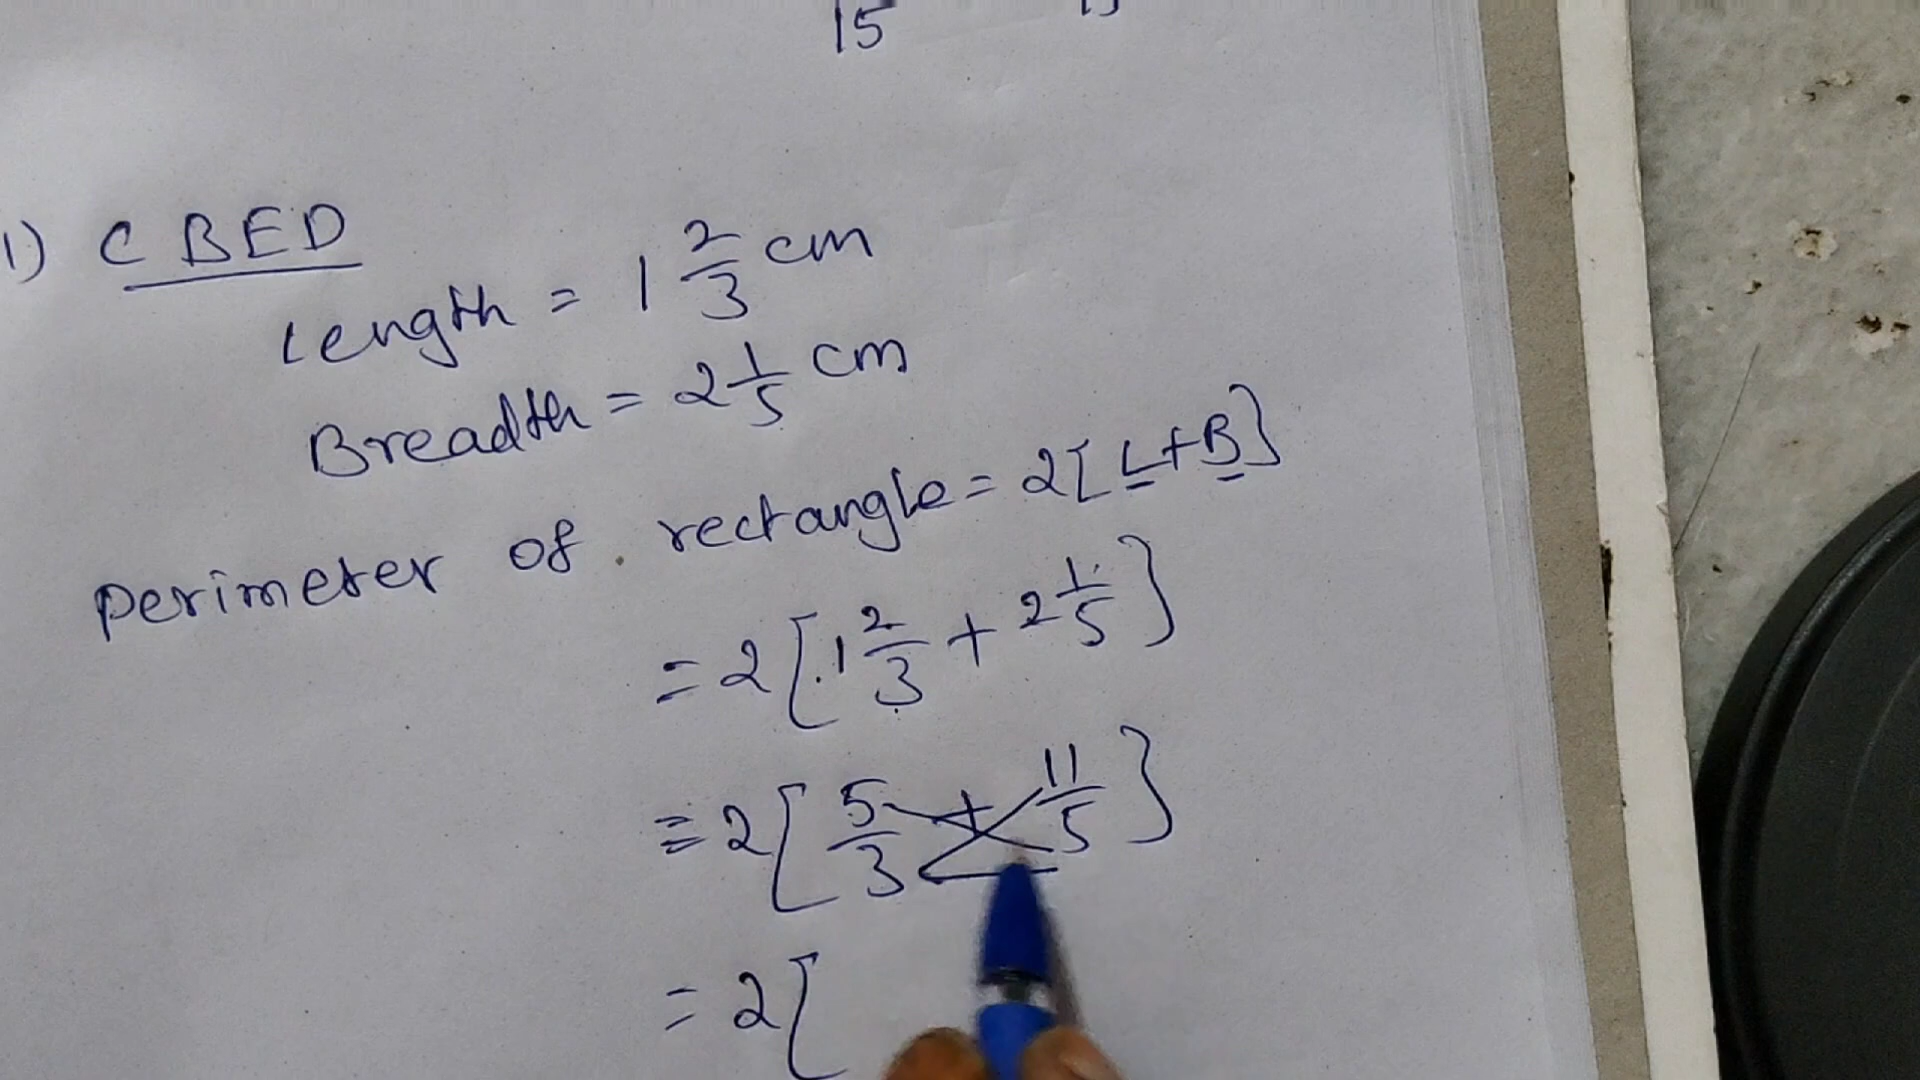 15
1) CBED
Length = 1 2/3 cm
Breadth = 2 1/5 cm
Perimeter of rectangle = 2[L+B]
= 2[1 2/3 + 2 1/5]
= 2[5/3 + 11/5]
= 2[